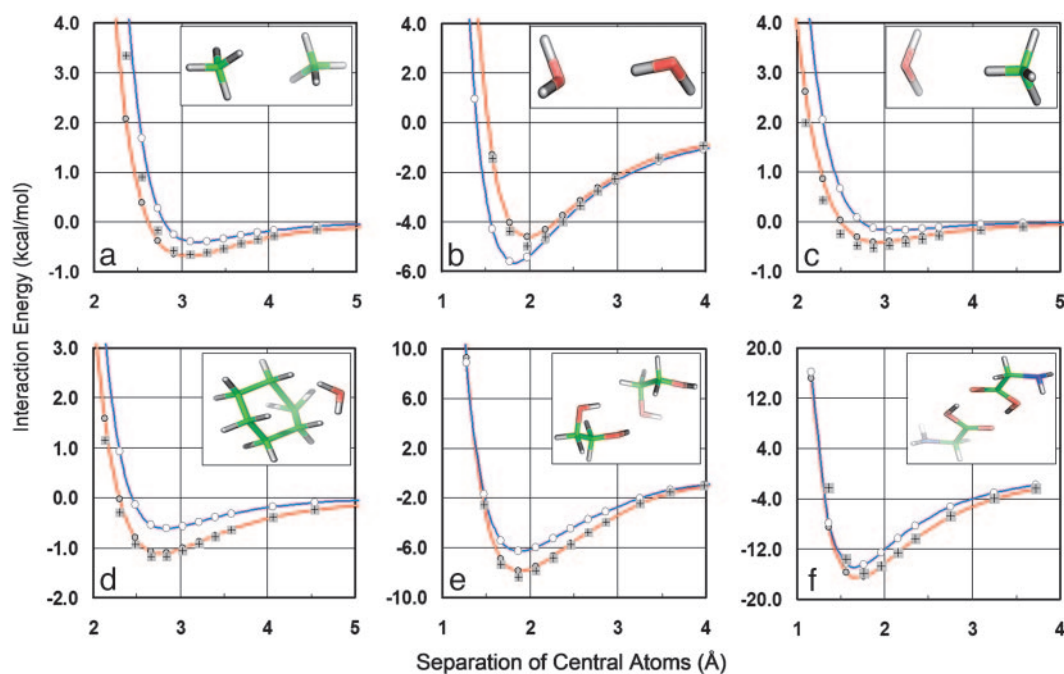 Interaction Energy (kcal/mol)
4.0
3.0
2.0
1.0
0.0
-1.0
a
2 3 4 5
4.0
2.0
0.0
-2.0
-4.0
-6.0
b
1 2 3 4
4.0
3.0
2.0
1.0
0.0
-1.0
c
2 3 4 5
3.0
2.0
1.0
0.0
-1.0
-2.0
d
2 3 4 5
10.0
6.0
2.0
-2.0
-6.0
-10.0
e
1 2 3 4
20.0
12.0
4.0
-4.0
-12.0
-20.0
f
1 2 3 4
Separation of Central Atoms (Å)